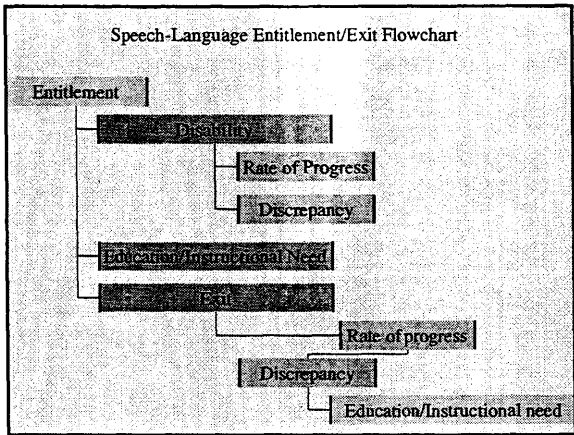 Speech-Language Entitlement/Exit Flowchart
Entitlement
Disability
Rate of Progress
Discrepancy
Education/Instructional Need
Exit
Rate of progress
Discrepancy
Education/Instructional need